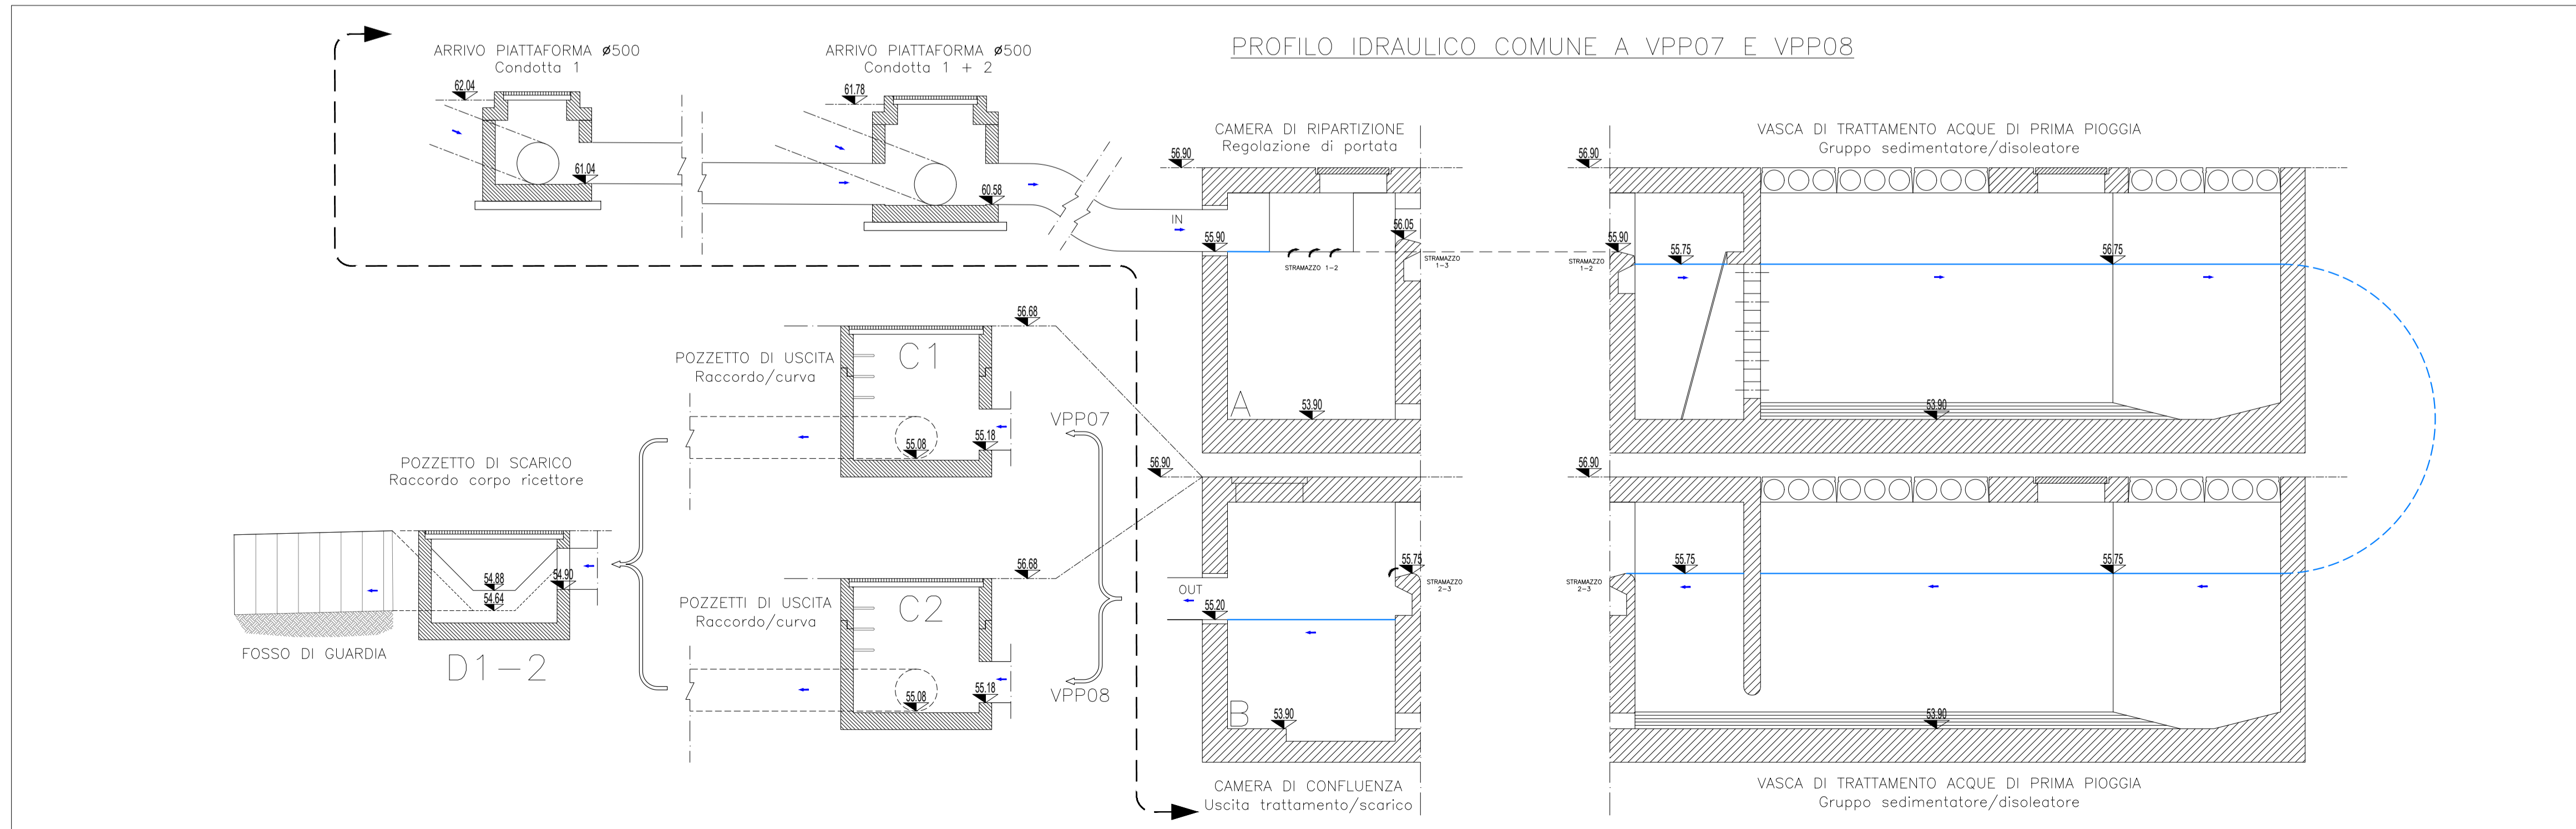 PROFILO IDRAULICO COMUNE A VPP07 E VPP08
ARRIVO PIATTAFORMA ø500
Condotta 1
62.04
61.04
ARRIVO PIATTAFORMA ø500
Condotta 1 + 2
61.78
60.58
CAMERA DI RIPARTIZIONE
Regolazione di portata
56.90
IN
55.90
56.05
STRAMAZZO 1-2
STRAMAZZO
1-3
A
53.90
VASCA DI TRATTAMENTO ACQUE DI PRIMA PIOGGIA
Gruppo sedimentatore/disoleatore
56.90
55.90
STRAMAZZO
1-2
55.75
56.75
53.90
POZZETTO DI USCITA
Raccordo/curva
C1
56.68
55.08
55.18
VPP07
POZZETTO DI SCARICO
Raccordo corpo ricettore
54.88
54.64
54.90
FOSSO DI GUARDIA
D1-2
POZZETTI DI USCITA
Raccordo/curva
C2
56.68
55.08
55.18
VPP08
56.90
OUT
55.20
55.75
STRAMAZZO
2-3
B
53.90
CAMERA DI CONFLUENZA
Uscita trattamento/scarico
56.90
STRAMAZZO
2-3
55.75
55.75
53.90
VASCA DI TRATTAMENTO ACQUE DI PRIMA PIOGGIA
Gruppo sedimentatore/disoleatore